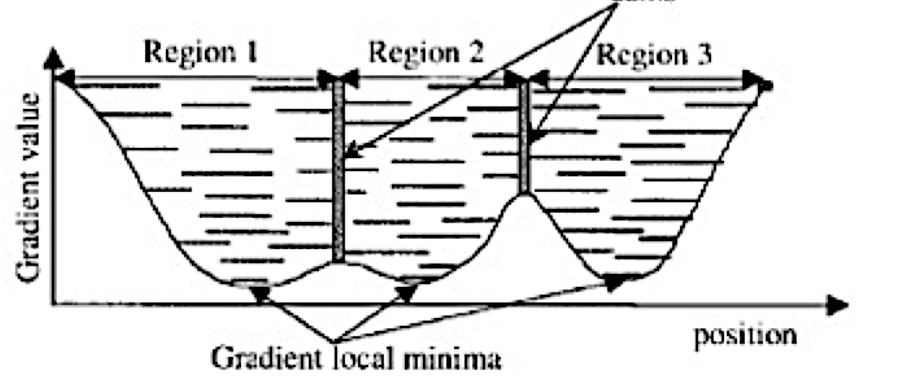 Region 1
Region 2
Region 3
Gradient value
position
Gradient local minima